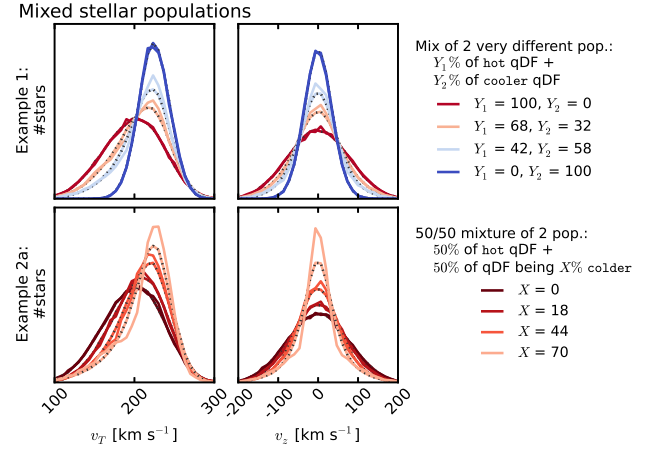 Mixed stellar populations
Example 1:
#stars
Example 2a:
#stars
100
200
300
-200
-100
0
100
200
v_T [km s⁻¹]
v_z [km s⁻¹]
Mix of 2 very different pop.:
Y₁% of hot qDF +
Y₂% of cooler qDF
Y₁ = 100, Y₂ = 0
Y₁ = 68, Y₂ = 32
Y₁ = 42, Y₂ = 58
Y₁ = 0, Y₂ = 100
50/50 mixture of 2 pop.:
50% of hot qDF +
50% of qDF being X% colder
X = 0
X = 18
X = 44
X = 70